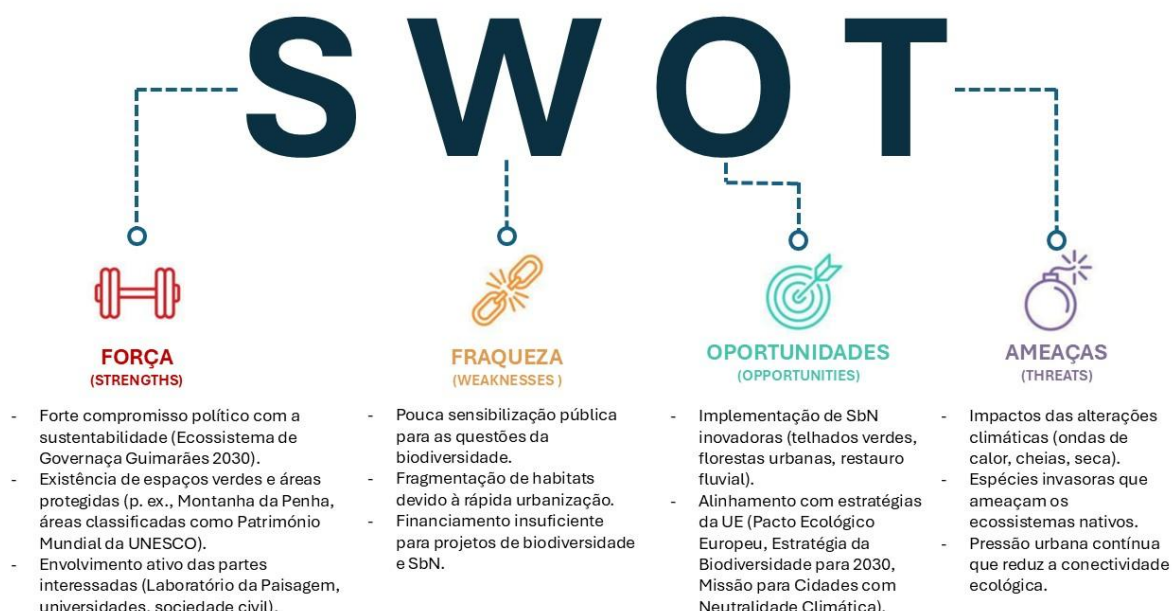 SWOT
FORÇA
(STRENGTHS)
- Forte compromisso político com a
sustentabilidade (Ecossistema de
Governaça Guimarães 2030).
- Existência de espaços verdes e áreas
protegidas (p. ex., Montanha da Penha,
áreas classificadas como Património
Mundial da UNESCO).
- Envolvimento ativo das partes
interessadas (Laboratório da Paisagem,
universidades, sociedade civil).
FRAQUEZA
(WEAKNESSES )
- Pouca sensibilização pública
para as questões da
biodiversidade.
- Fragmentação de habitats
devido à rápida urbanização.
- Financiamento insuficiente
para projetos de biodiversidade
e SbN.
OPORTUNIDADES
(OPPORTUNITIES)
- Implementação de SbN
inovadoras (telhados verdes,
florestas urbanas, restauro
fluvial).
- Alinhamento com estratégias
da UE (Pacto Ecológico
Europeu, Estratégia da
Biodiversidade para 2030,
Missão para Cidades com
Neutralidade Climática).
AMEAÇAS
(THREATS)
- Impactos das alterações
climáticas (ondas de
calor, cheias, seca).
- Espécies invasoras que
ameaçam os
ecossistemas nativos.
- Pressão urbana contínua
que reduz a conectividade
ecológica.